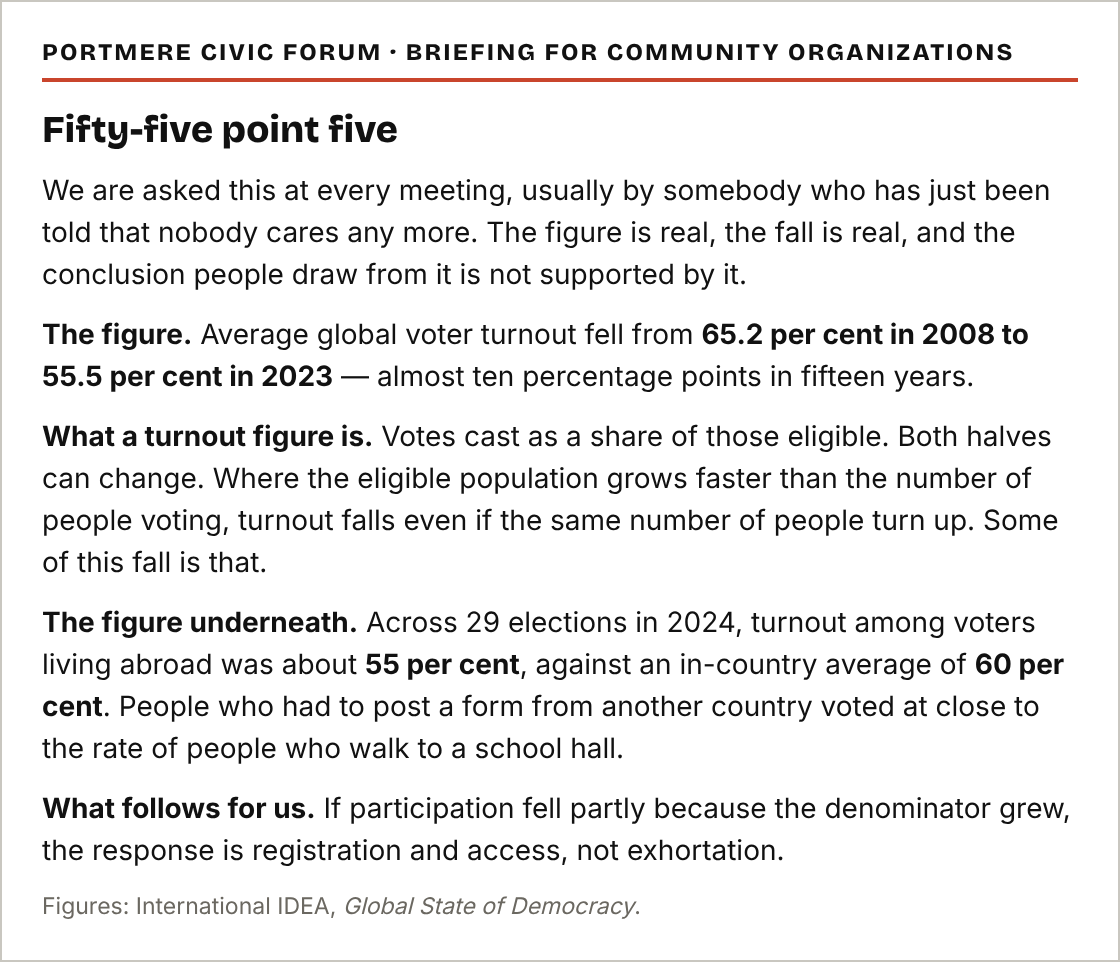 PORTMERE CIVIC FORUM · BRIEFING FOR COMMUNITY ORGANIZATIONS
Fifty-five point five
We are asked this at every meeting, usually by somebody who has just been
told that nobody cares any more. The figure is real, the fall is real, and the
conclusion people draw from it is not supported by it.
The figure. Average global voter turnout fell from 65.2 per cent in 2008 to
55.5 per cent in 2023 — almost ten percentage points in fifteen years.
What a turnout figure is. Votes cast as a share of those eligible. Both halves
can change. Where the eligible population grows faster than the number of
people voting, turnout falls even if the same number of people turn up. Some
of this fall is that.
The figure underneath. Across 29 elections in 2024, turnout among voters
living abroad was about 55 per cent, against an in-country average of 60 per
cent. People who had to post a form from another country voted at close to
the rate of people who walk to a school hall.
What follows for us. If participation fell partly because the denominator grew,
the response is registration and access, not exhortation.
Figures: International IDEA, Global State of Democracy.